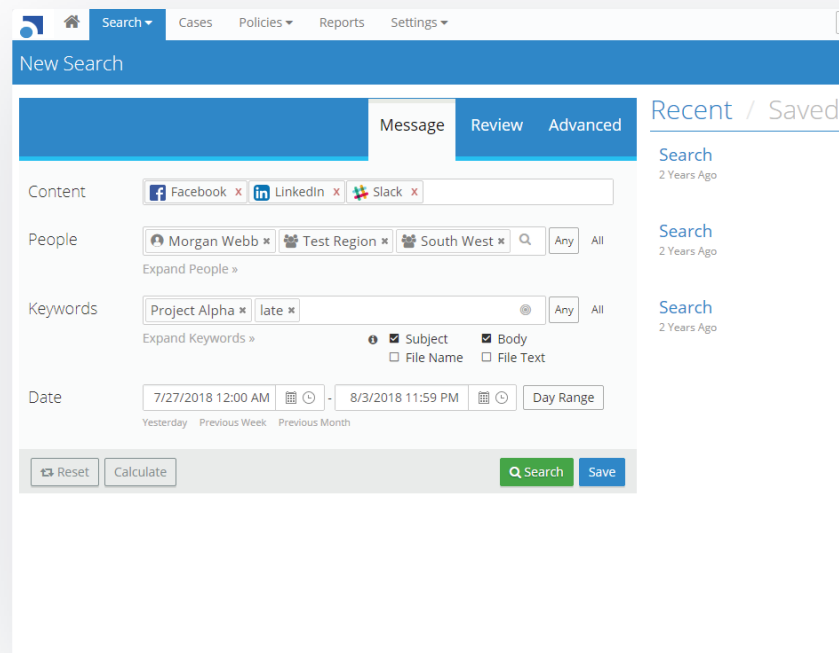 Search Cases Policies Reports Settings
New Search
Message Review Advanced
Recent / Saved
Content Facebook x LinkedIn x Slack x
People Morgan Webb × Test Region × South West × Any All
Expand People »
Keywords Project Alpha × late × Any All
Expand Keywords » Subject Body
File Name File Text
Date 7/27/2018 12:00 AM - 8/3/2018 11:59 PM Day Range
Yesterday Previous Week Previous Month
Reset Calculate Search Save
Search
2 Years Ago
Search
2 Years Ago
Search
2 Years Ago